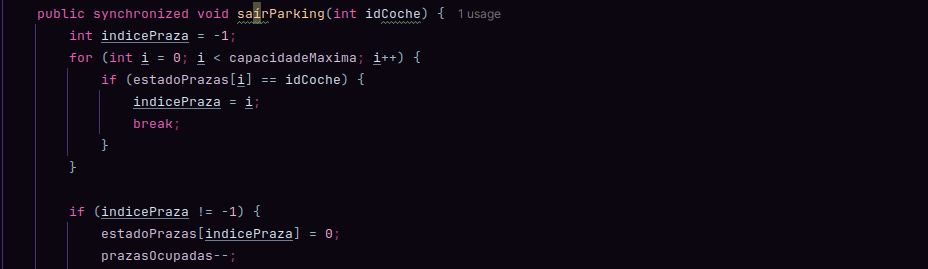 public synchronized void sairParking(int idCoche) { 1 usage
int indicePraza = -1;
for (int i = 0; i < capacidadeMaxima; i++) {
if (estadoPrazas[i] == idCoche) {
indicePraza = i;
break;
}
}
if (indicePraza != -1) {
estadoPrazas[indicePraza] = 0;
prazasOcupadas--;